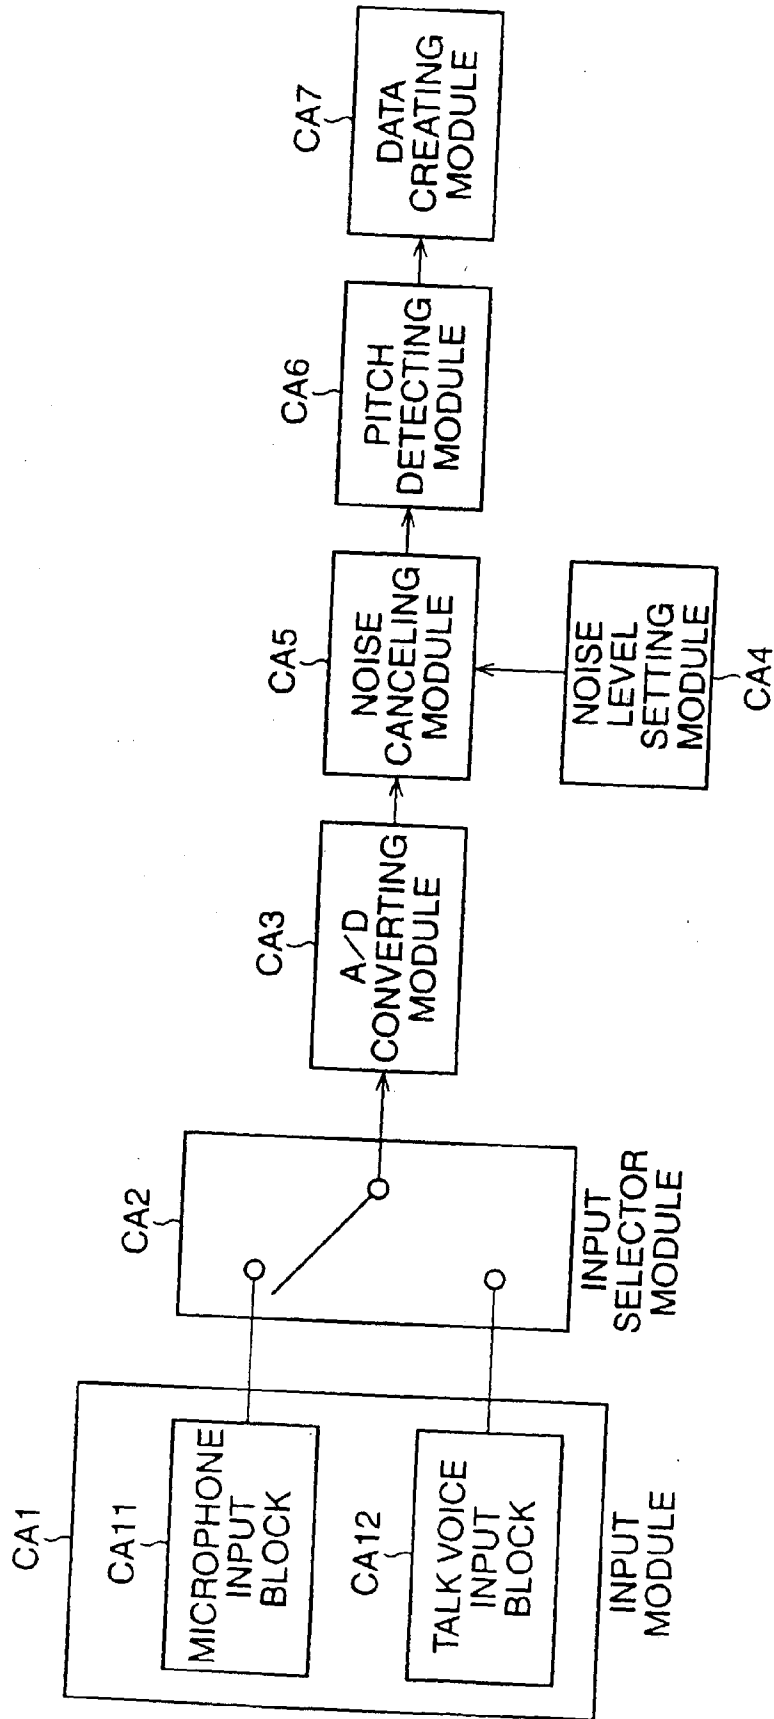 CA1
CA11
MICROPHONE
INPUT
BLOCK
CA12
TALK VOICE
INPUT
BLOCK
INPUT
MODULE
CA2
INPUT
SELECTOR
MODULE
CA3
A/D
CONVERTING
MODULE
CA5
NOISE
CANCELING
MODULE
NOISE
LEVEL
SETTING
MODULE
CA4
CA6
PITCH
DETECTING
MODULE
CA7
DATA
CREATING
MODULE